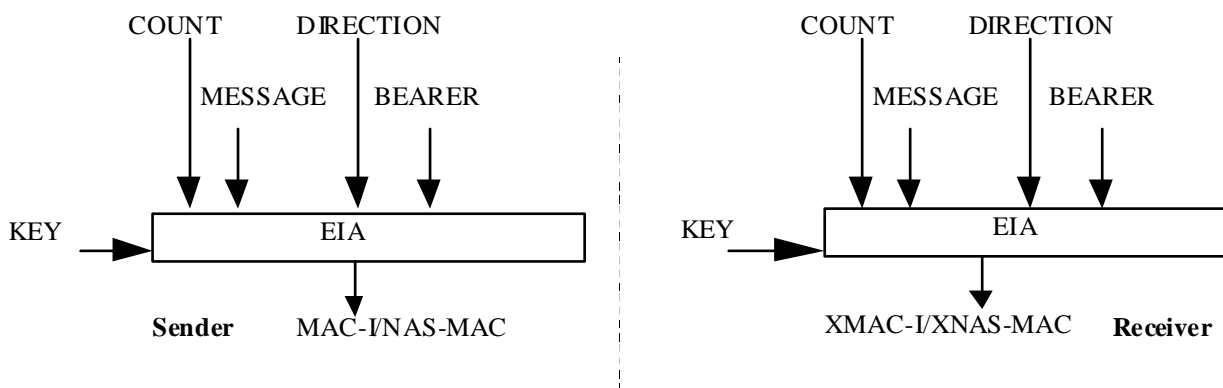 COUNT DIRECTION
MESSAGE BEARER
KEY EIA
Sender MAC-I/NAS-MAC
COUNT DIRECTION
MESSAGE BEARER
KEY EIA
XMAC-I/XNAS-MAC Receiver